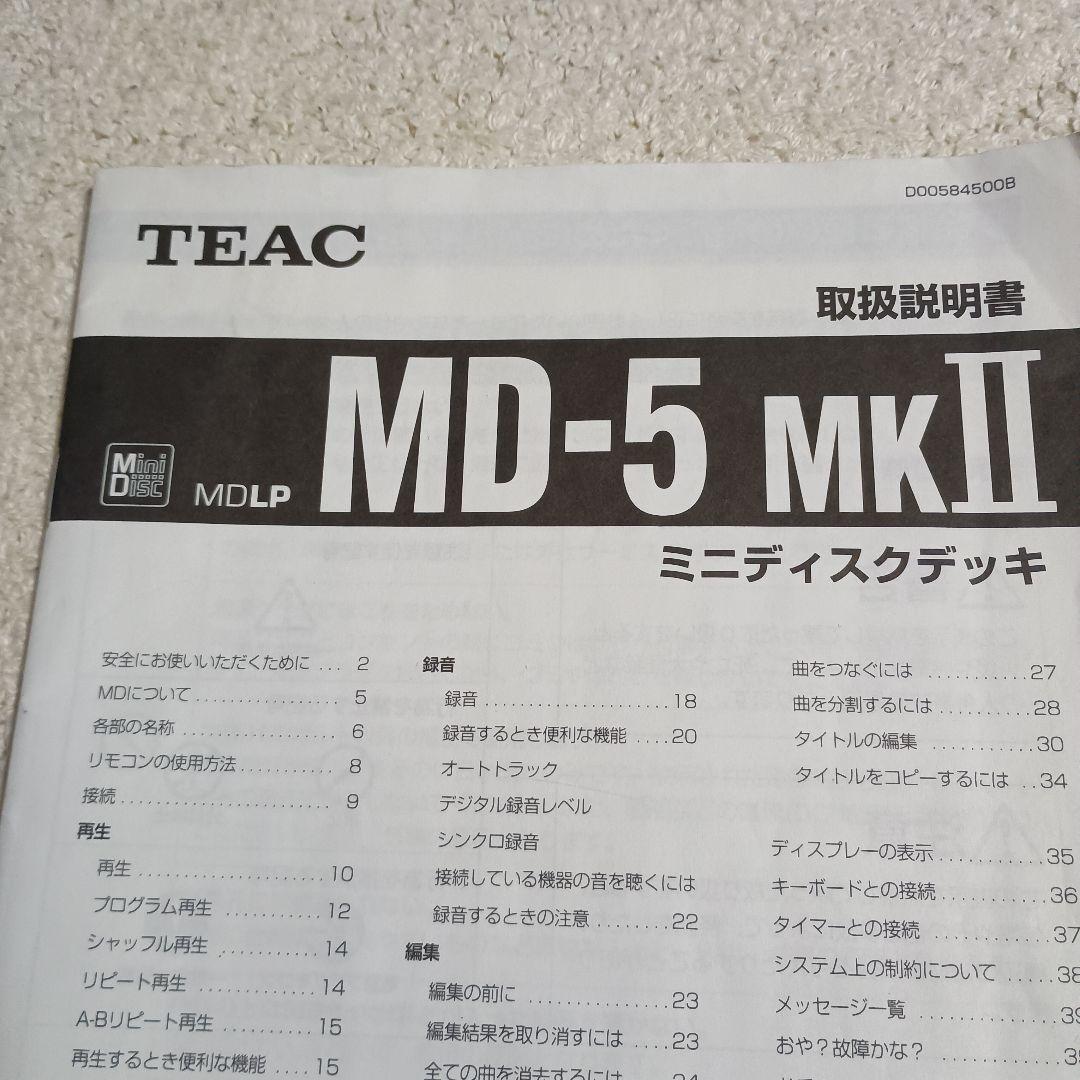 D00584500B
TEAC
取扱説明書
MD-5 MKⅡ
Mini Disc
MDLP
ミニディスクデッキ
安全にお使いいただくために ... 2
MDについて .................. 5
各部の名称 .................. 6
リモコンの使用方法 ........... 8
接続 ........................ 9
再生
再生 ...................... 10
プログラム再生 ........... 12
シャッフル再生 ........... 14
リピート再生 ............. 14
A-Bリピート再生 .......... 15
再生するとき便利な機能 .... 15
録音
録音 ...................... 18
録音するとき便利な機能 .... 20
オートトラック
デジタル録音レベル
シンクロ録音
接続している機器の音を聴くには
録音するときの注意 ........ 22
編集
編集の前に ............... 23
編集結果を取り消すには .... 23
全ての曲を消去するには
曲をつなぐには ........... 27
曲を分割するには .......... 28
タイトルの編集 ........... 30
タイトルをコピーするには .. 34
ディスプレーの表示 ........... 35
キーボードとの接続 ........... 36
タイマーとの接続 ............ 37
システム上の制約について ..... 38
メッセージ一覧 .............. 39
おや？故障かな？ ............